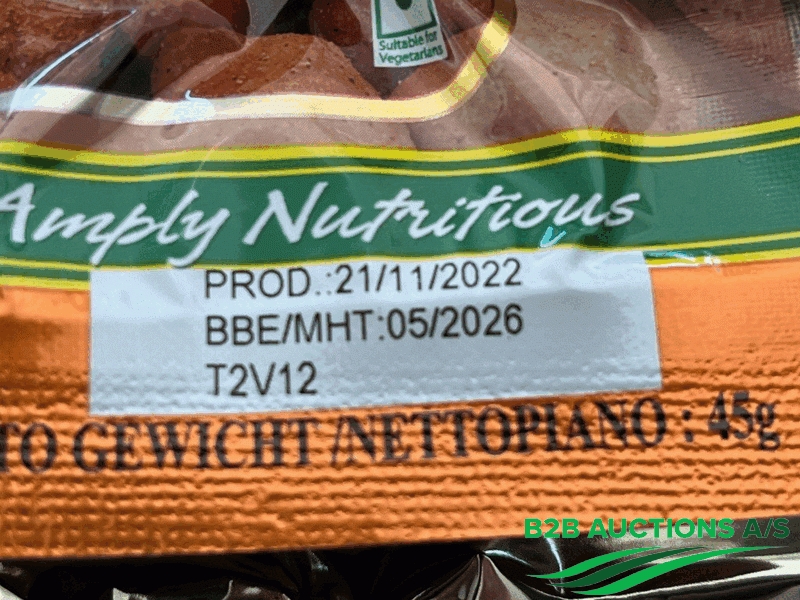 Suitable for
Vegetarians
Amply Nutritious
PROD.:21/11/2022
BBE/MHT:05/2026
T2V12
TO GEWICHT /NETTOPIANO : 45g
B2B AUCTIONS A/S